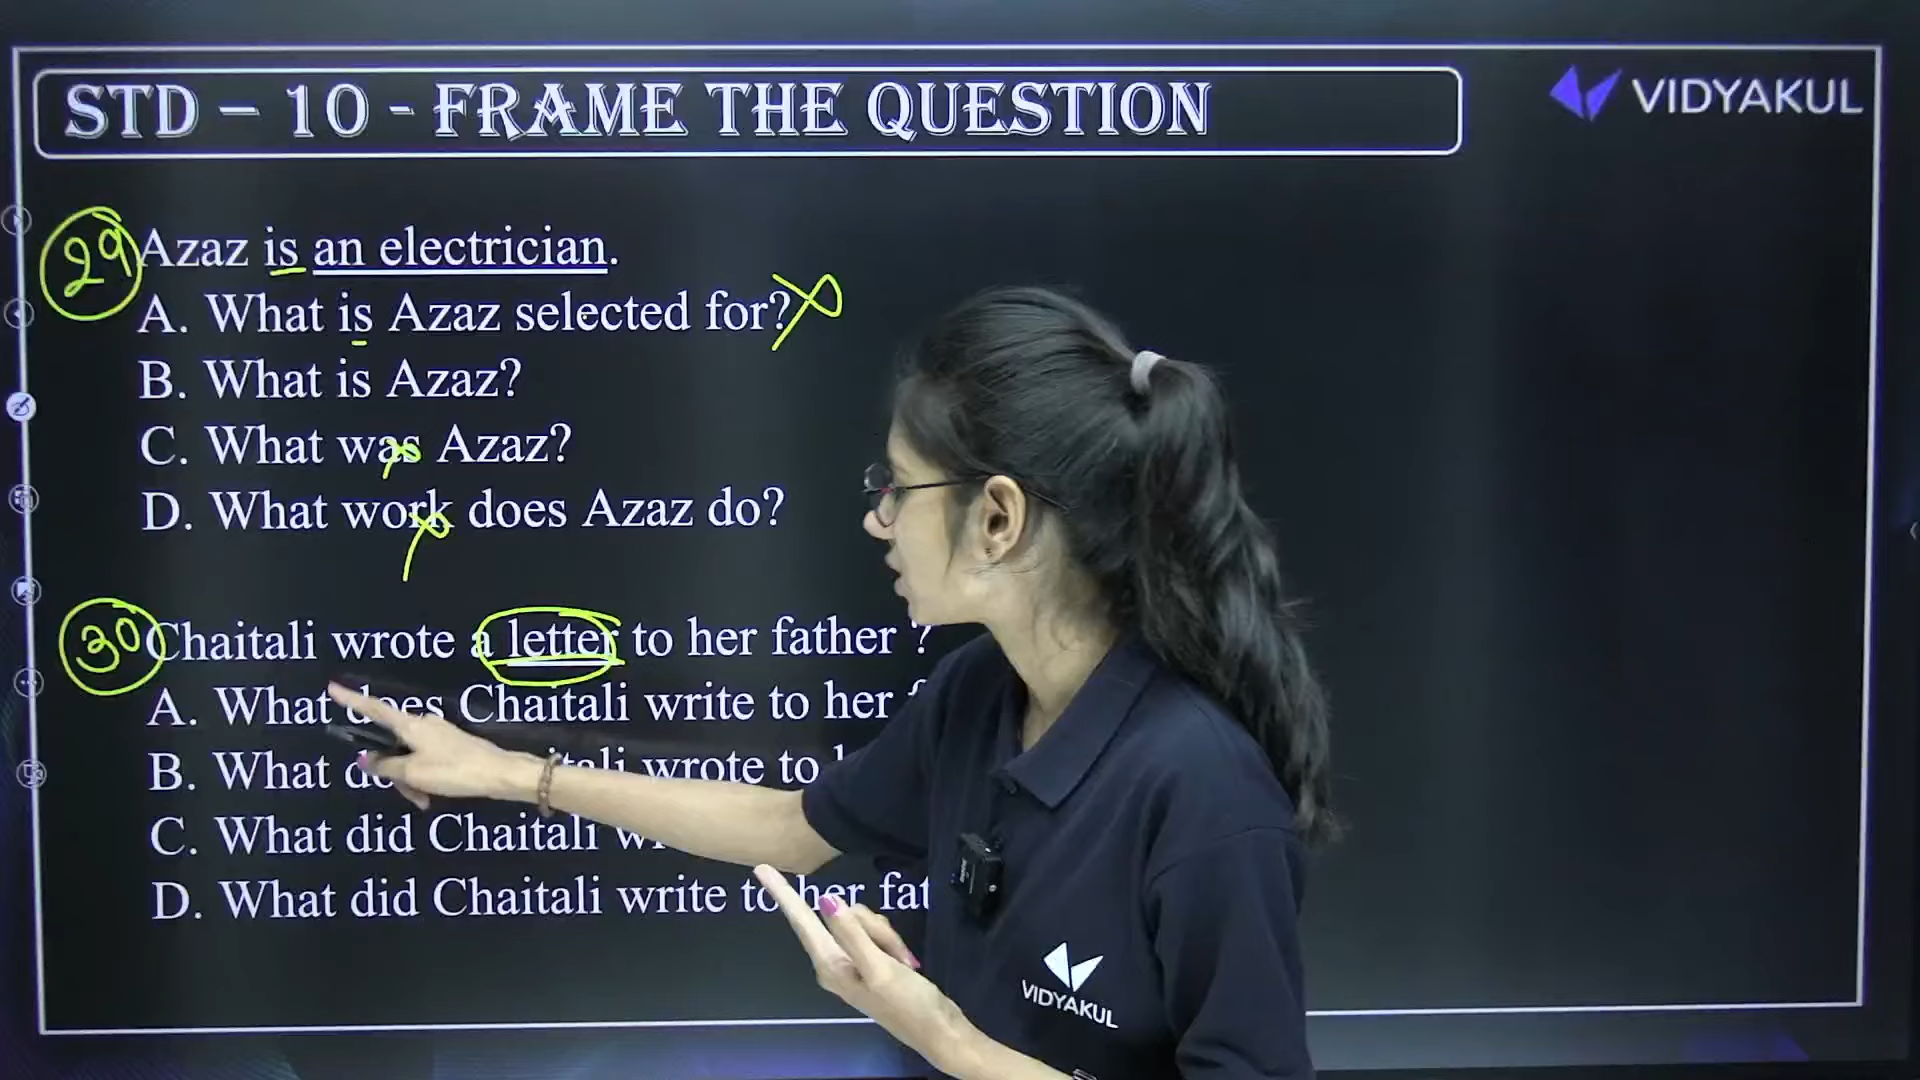 STD – 10 - FRAME THE QUESTION
VIDYAKUL
29 Azaz is an electrician.
A. What is Azaz selected for?
B. What is Azaz?
C. What was Azaz?
D. What work does Azaz do?
30 Chaitali wrote a letter to her father ?
A. What does Chaitali write to her
B. What wrote to
C. What did Chaitali
D. What did Chaitali write to her
VIDYAKUL